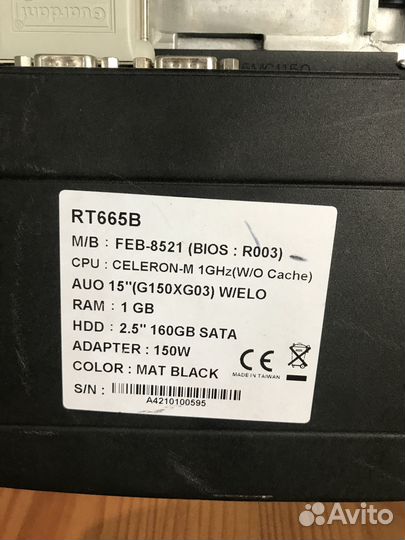 Guardant
RT665B
M/B : FEB-8521 (BIOS : R003)
CPU : CELERON-M 1GHz(W/O Cache)
AUO 15"(G150XG03) W/ELO
RAM : 1 GB
HDD : 2.5" 160GB SATA
ADAPTER : 150W
COLOR : MAT BLACK
CE
MADE IN TAIWAN
S/N :
A4210100595
Avito